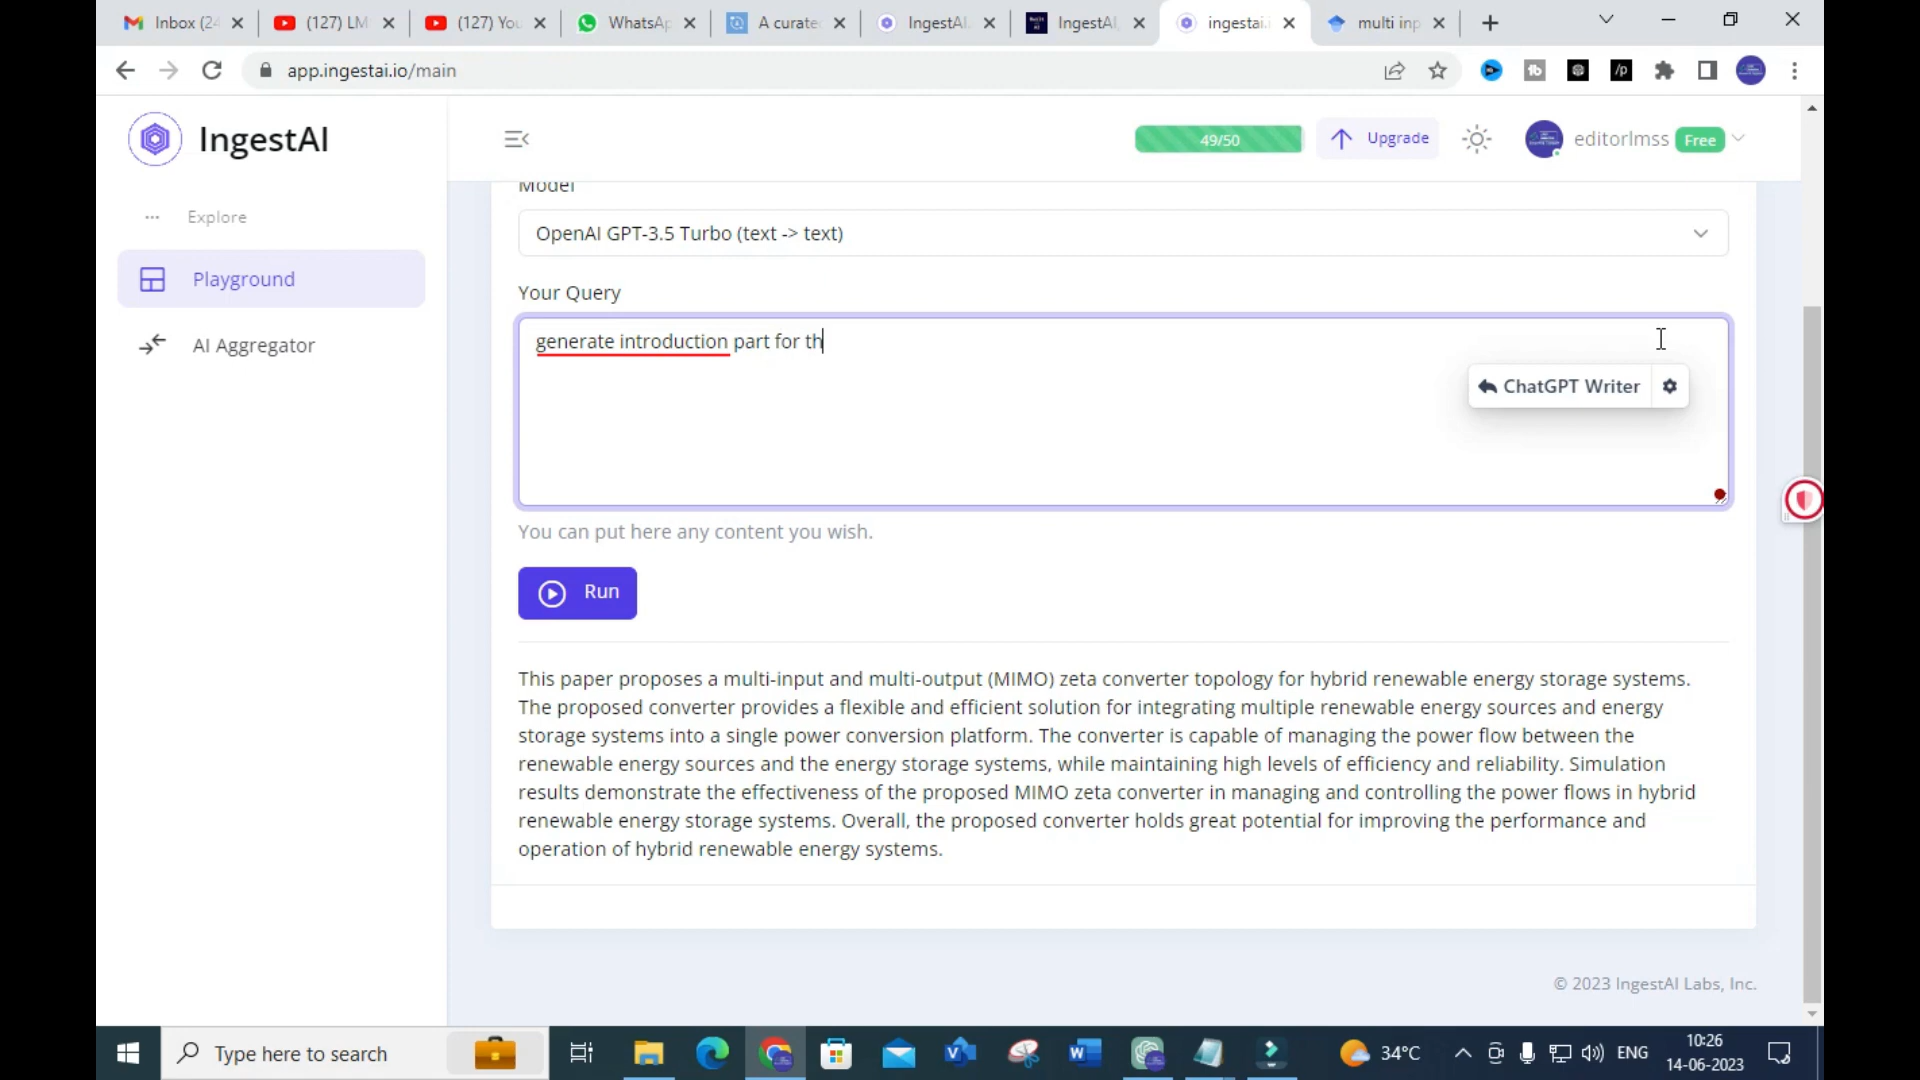 Inbox (24
(127) LM
(127) You
WhatsAp
A curate
IngestAI
IngestAI,
ingestai.
multi inp
app.ingestai.io/main
IngestAI
Explore
Playground
AI Aggregator
49/50
Upgrade
editorlmss
Free
Model
OpenAI GPT-3.5 Turbo (text -> text)
Your Query
generate introduction part for th
ChatGPT Writer
You can put here any content you wish.
Run
This paper proposes a multi-input and multi-output (MIMO) zeta converter topology for hybrid renewable energy storage systems.
The proposed converter provides a flexible and efficient solution for integrating multiple renewable energy sources and energy
storage systems into a single power conversion platform. The converter is capable of managing the power flow between the
renewable energy sources and the energy storage systems, while maintaining high levels of efficiency and reliability. Simulation
results demonstrate the effectiveness of the proposed MIMO zeta converter in managing and controlling the power flows in hybrid
renewable energy storage systems. Overall, the proposed converter holds great potential for improving the performance and
operation of hybrid renewable energy systems.
© 2023 IngestAI Labs, Inc.
Type here to search
34°C
ENG
10:26
14-06-2023